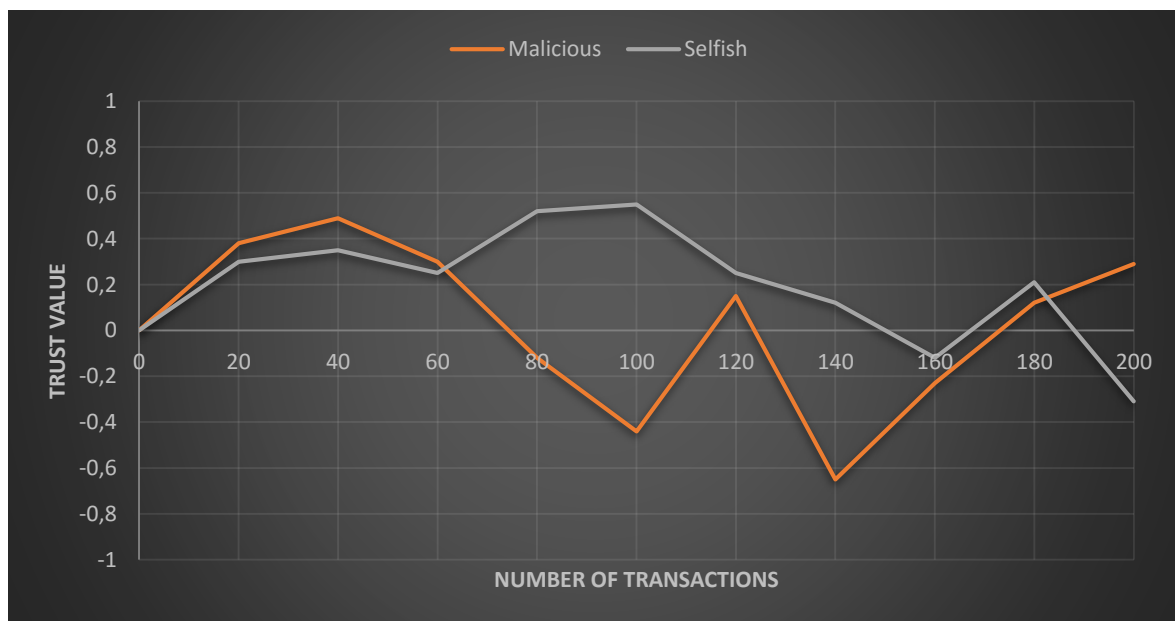 Malicious Selfish
1
0,8
0,6
0,4
0,2
0
-0,2
-0,4
-0,6
-0,8
-1
TRUST VALUE
0 20 40 60 80 100 120 140 160 180 200
NUMBER OF TRANSACTIONS